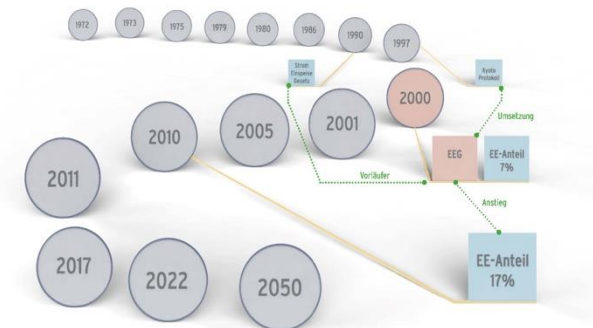 1972
1973
1975
1979
1980
1986
1990
1997
Strom
Einspeise
Gesetz
Kyoto
Protokoll
2000
Umsetzung
2001
2005
2010
EEG
EE-Anteil
7%
Vorläufer
2011
Anstieg
EE-Anteil
17%
2017
2022
2050